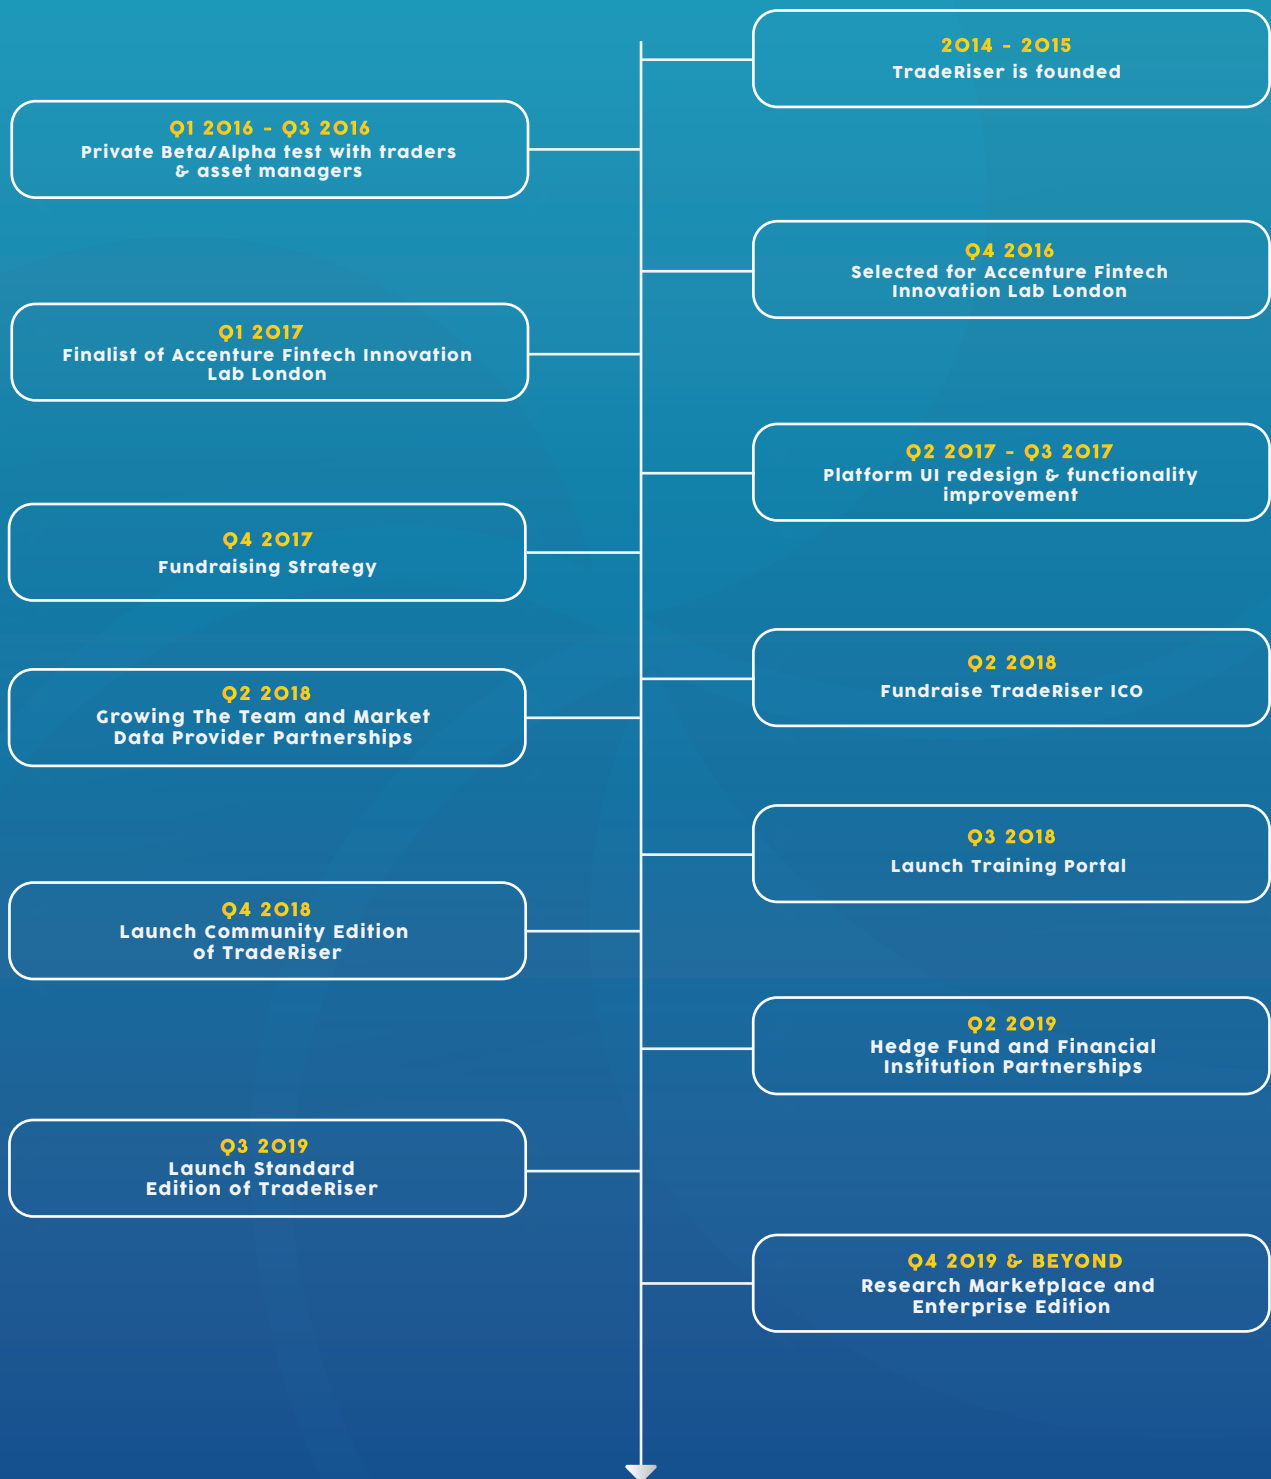 2014 - 2015
TradeRiser is founded
Q1 2016 - Q3 2016
Private Beta/Alpha test with traders
& asset managers
Q4 2016
Selected for Accenture Fintech
Innovation Lab London
Q1 2017
Finalist of Accenture Fintech Innovation
Lab London
Q2 2017 - Q3 2017
Platform UI redesign & functionality
improvement
Q4 2017
Fundraising Strategy
Q2 2018
Fundraise TradeRiser ICO
Q2 2018
Growing The Team and Market
Data Provider Partnerships
Q3 2018
Launch Training Portal
Q4 2018
Launch Community Edition
of TradeRiser
Q2 2019
Hedge Fund and Financial
Institution Partnerships
Q3 2019
Launch Standard
Edition of TradeRiser
Q4 2019 & BEYOND
Research Marketplace and
Enterprise Edition